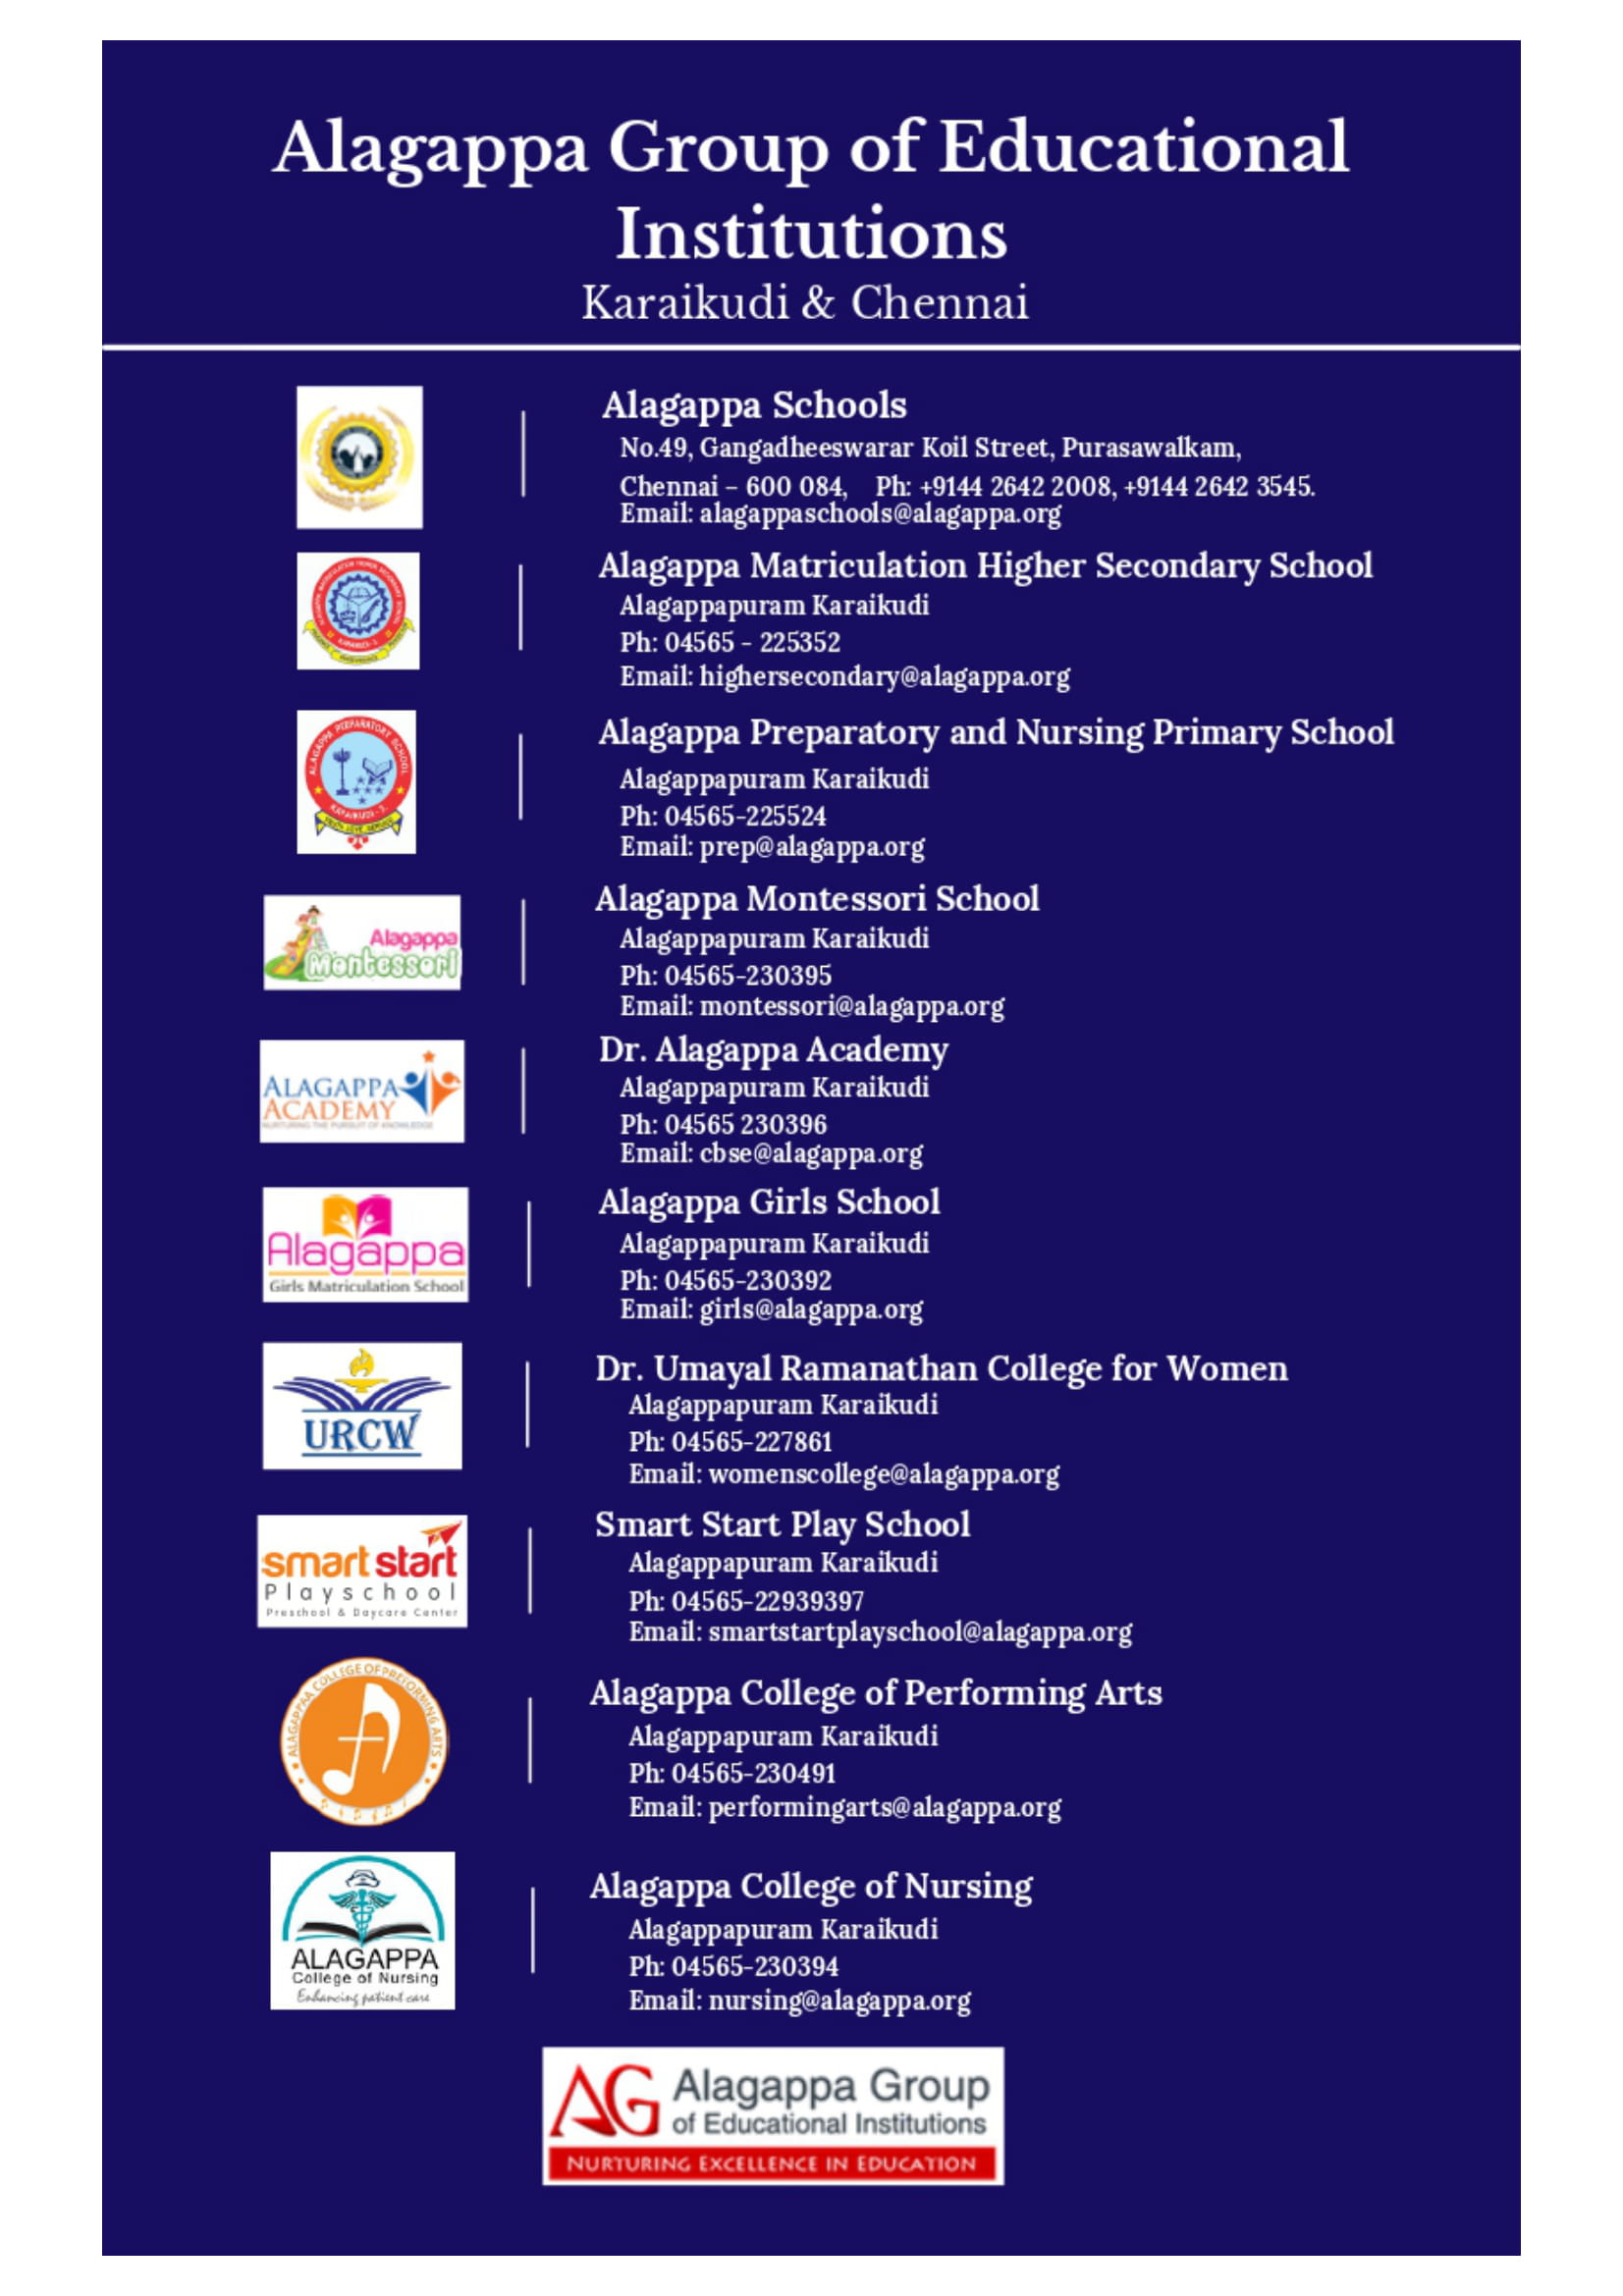 Alagappa Group of Educational
Institutions
Karaikudi & Chennai
Alagappa Schools
No.49, Gangadheeswarar Koil Street, Purasawalkam,
Chennai – 600 084, Ph: +9144 2642 2008, +9144 2642 3545.
Email: alagappaschools@alagappa.org
Alagappa Matriculation Higher Secondary School
Alagappapuram Karaikudi
Ph: 04565 - 225352
Email: highersecondary@alagappa.org
ALAGAPPA PREPARATORY SCHOOL
KARAIKUDI - 3.
Alagappa Preparatory and Nursing Primary School
Alagappapuram Karaikudi
Ph: 04565-225524
Email: prep@alagappa.org
Alagappa
Montessori
Alagappa Montessori School
Alagappapuram Karaikudi
Ph: 04565-230395
Email: montessori@alagappa.org
ALAGAPPA
ACADEMY
NURTURING THE PURSUIT OF KNOWLEDGE
Dr. Alagappa Academy
Alagappapuram Karaikudi
Ph: 04565 230396
Email: cbse@alagappa.org
Alagappa
Girls Matriculation School
Alagappa Girls School
Alagappapuram Karaikudi
Ph: 04565-230392
Email: girls@alagappa.org
URCW
Dr. Umayal Ramanathan College for Women
Alagappapuram Karaikudi
Ph: 04565-227861
Email: womenscollege@alagappa.org
smart start
Playschool
Preschool & Daycare Center
Smart Start Play School
Alagappapuram Karaikudi
Ph: 04565-22939397
Email: smartstartplayschool@alagappa.org
ALAGAPPAA COLLEGE OF PREFORMING ARTS
Alagappa College of Performing Arts
Alagappapuram Karaikudi
Ph: 04565-230491
Email: performingarts@alagappa.org
ALAGAPPA
College of Nursing
Enhancing patient care
Alagappa College of Nursing
Alagappapuram Karaikudi
Ph: 04565-230394
Email: nursing@alagappa.org
AG Alagappa Group
of Educational Institutions
NURTURING EXCELLENCE IN EDUCATION